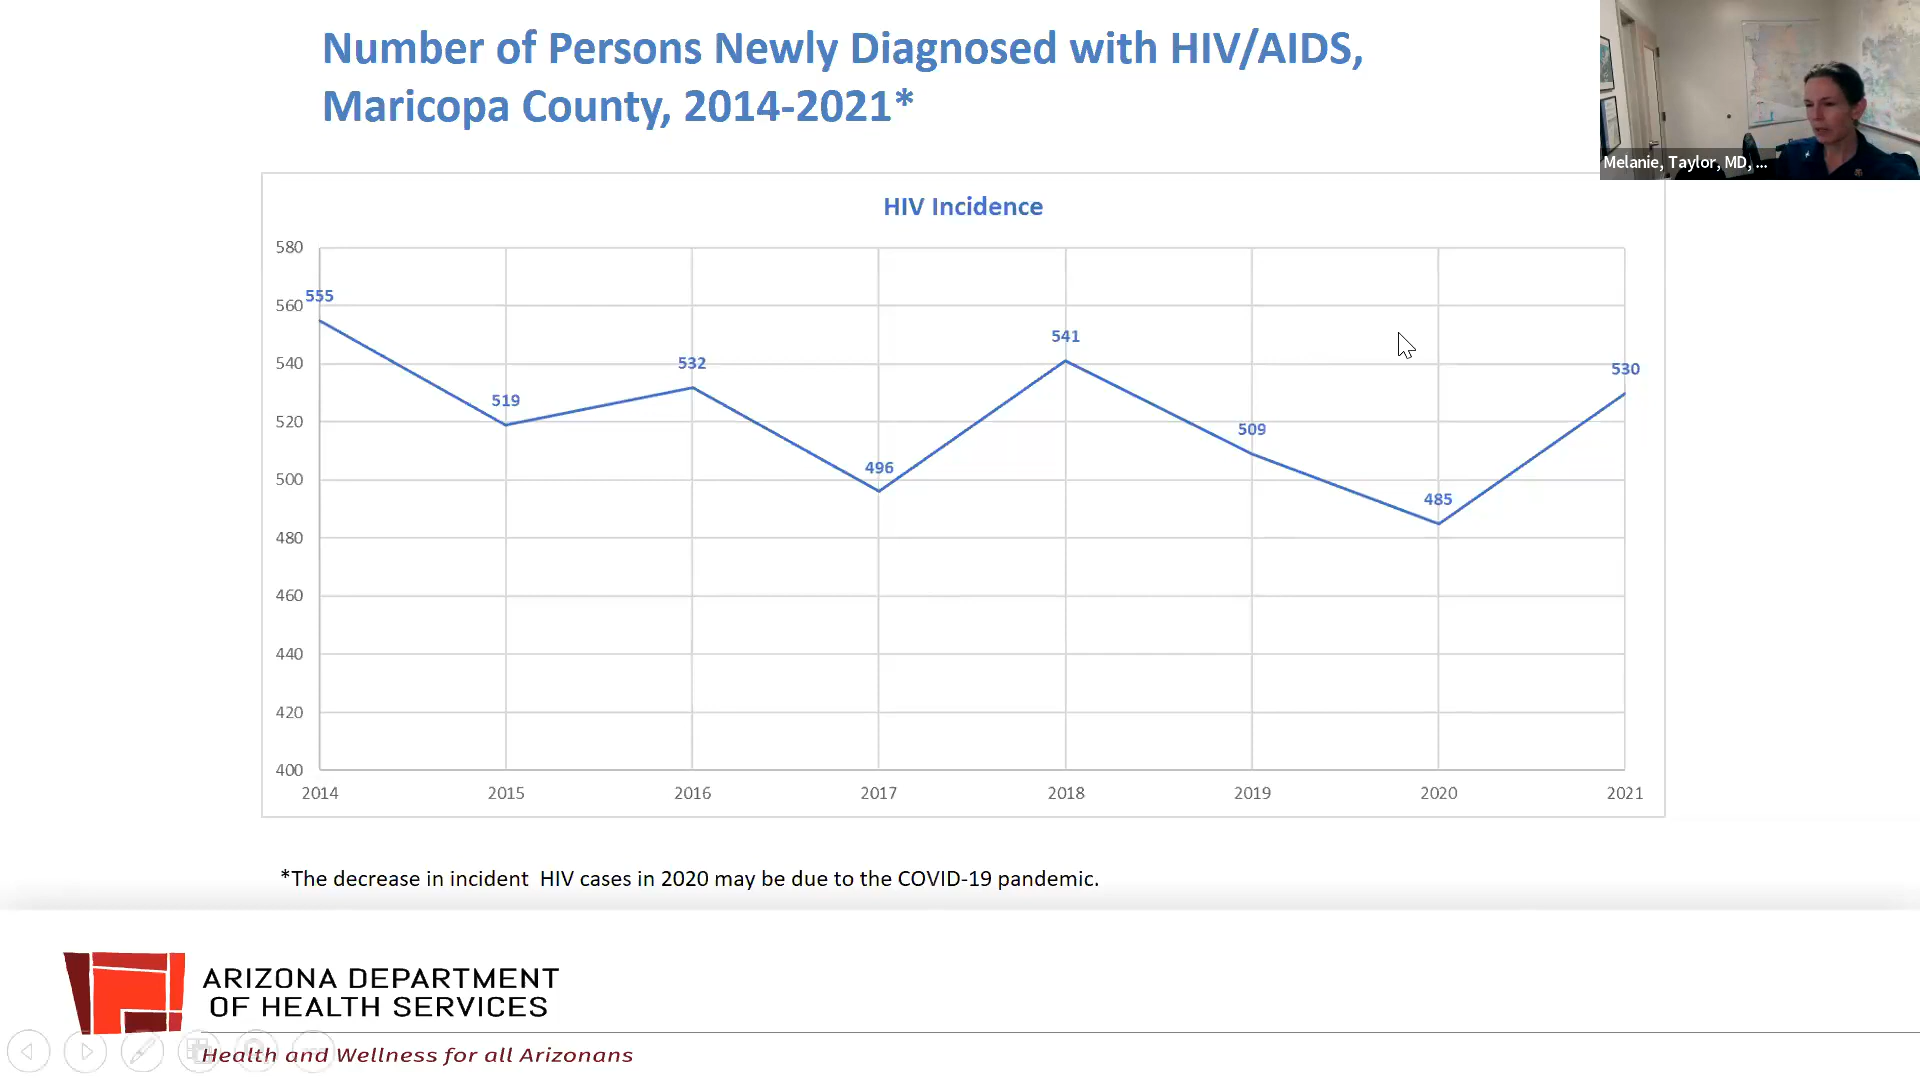 Number of Persons Newly Diagnosed with HIV/AIDS,
Maricopa County, 2014-2021*
Melanie, Taylor, MD, ...
HIV Incidence
580
560
540
520
500
480
460
440
420
400
555
519
532
496
541
509
485
530
2014 2015 2016 2017 2018 2019 2020 2021
*The decrease in incident HIV cases in 2020 may be due to the COVID-19 pandemic.
ARIZONA DEPARTMENT
OF HEALTH SERVICES
Health and Wellness for all Arizonans